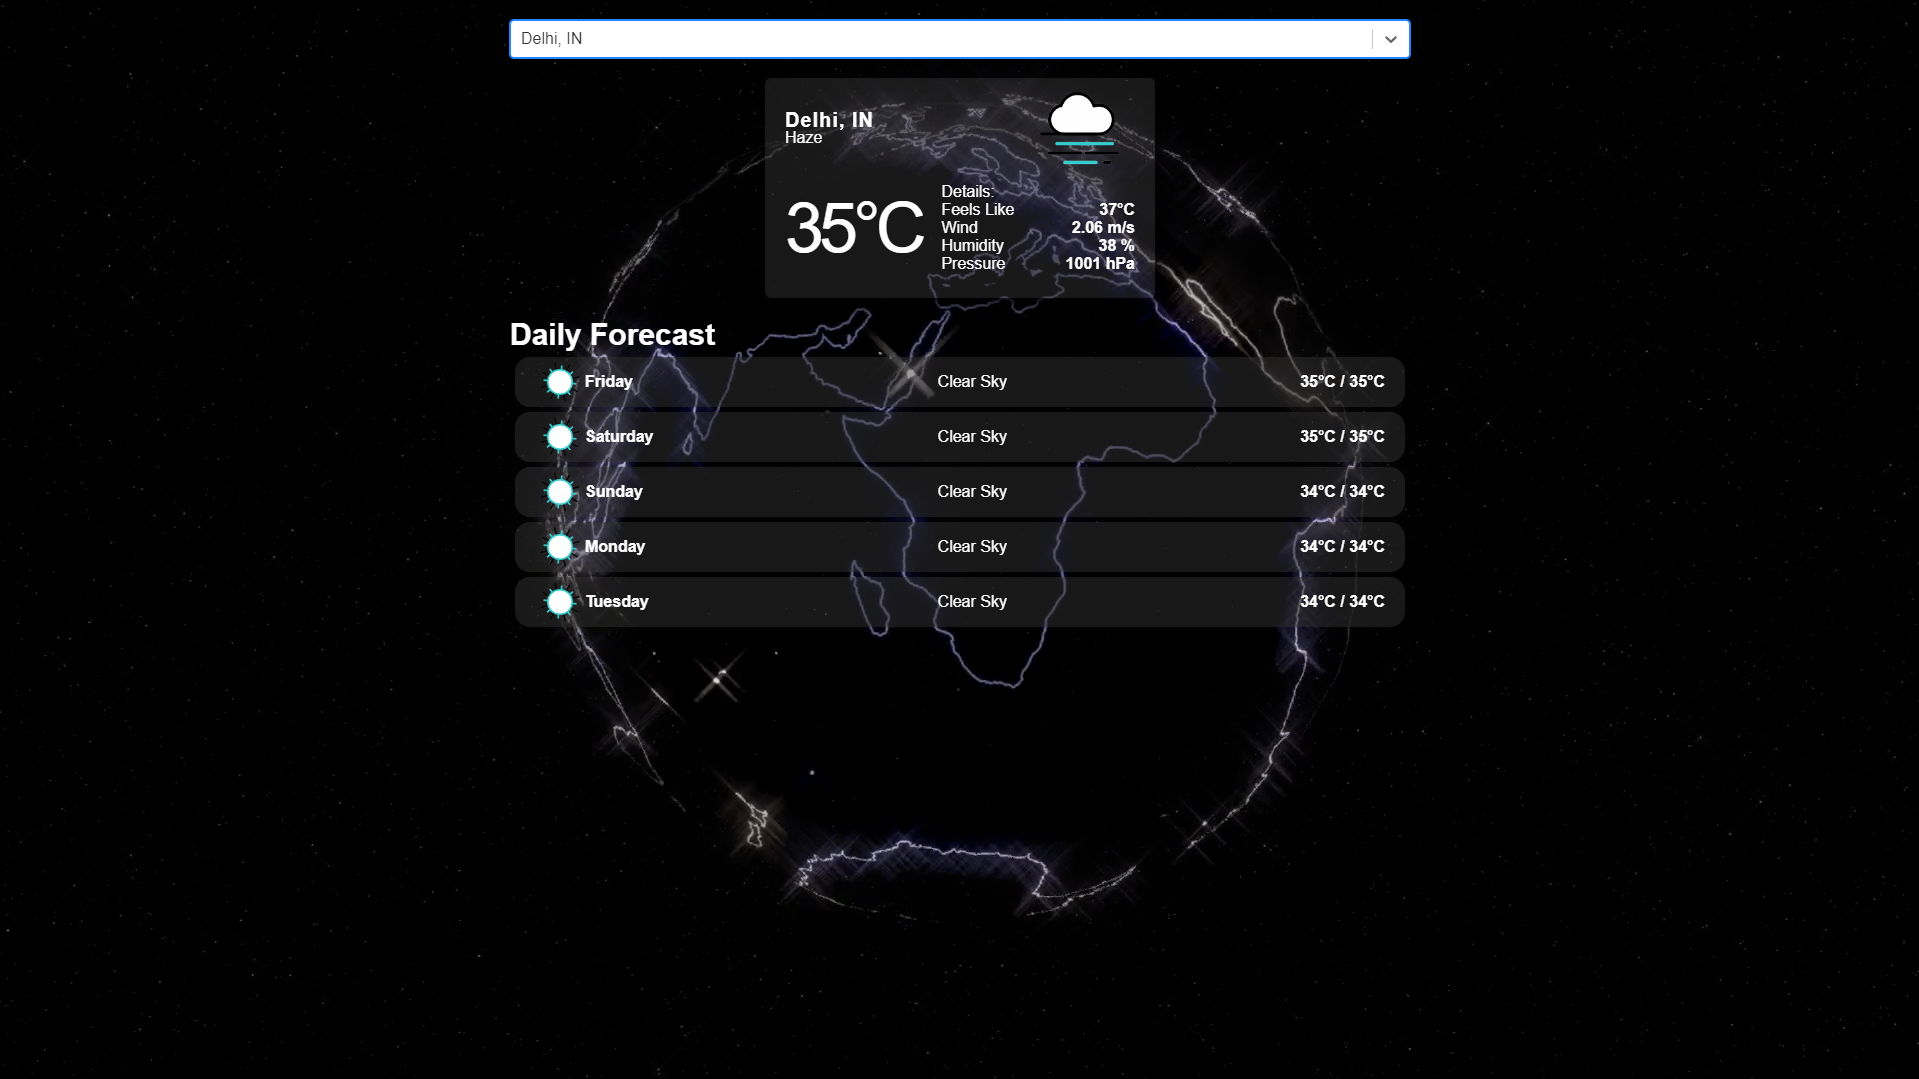 Delhi, IN
Delhi, IN
Haze
35°C
Details:
Feels Like 37°C
Wind 2.06 m/s
Humidity 38 %
Pressure 1001 hPa
Daily Forecast
Friday Clear Sky 35°C / 35°C
Saturday Clear Sky 35°C / 35°C
Sunday Clear Sky 34°C / 34°C
Monday Clear Sky 34°C / 34°C
Tuesday Clear Sky 34°C / 34°C